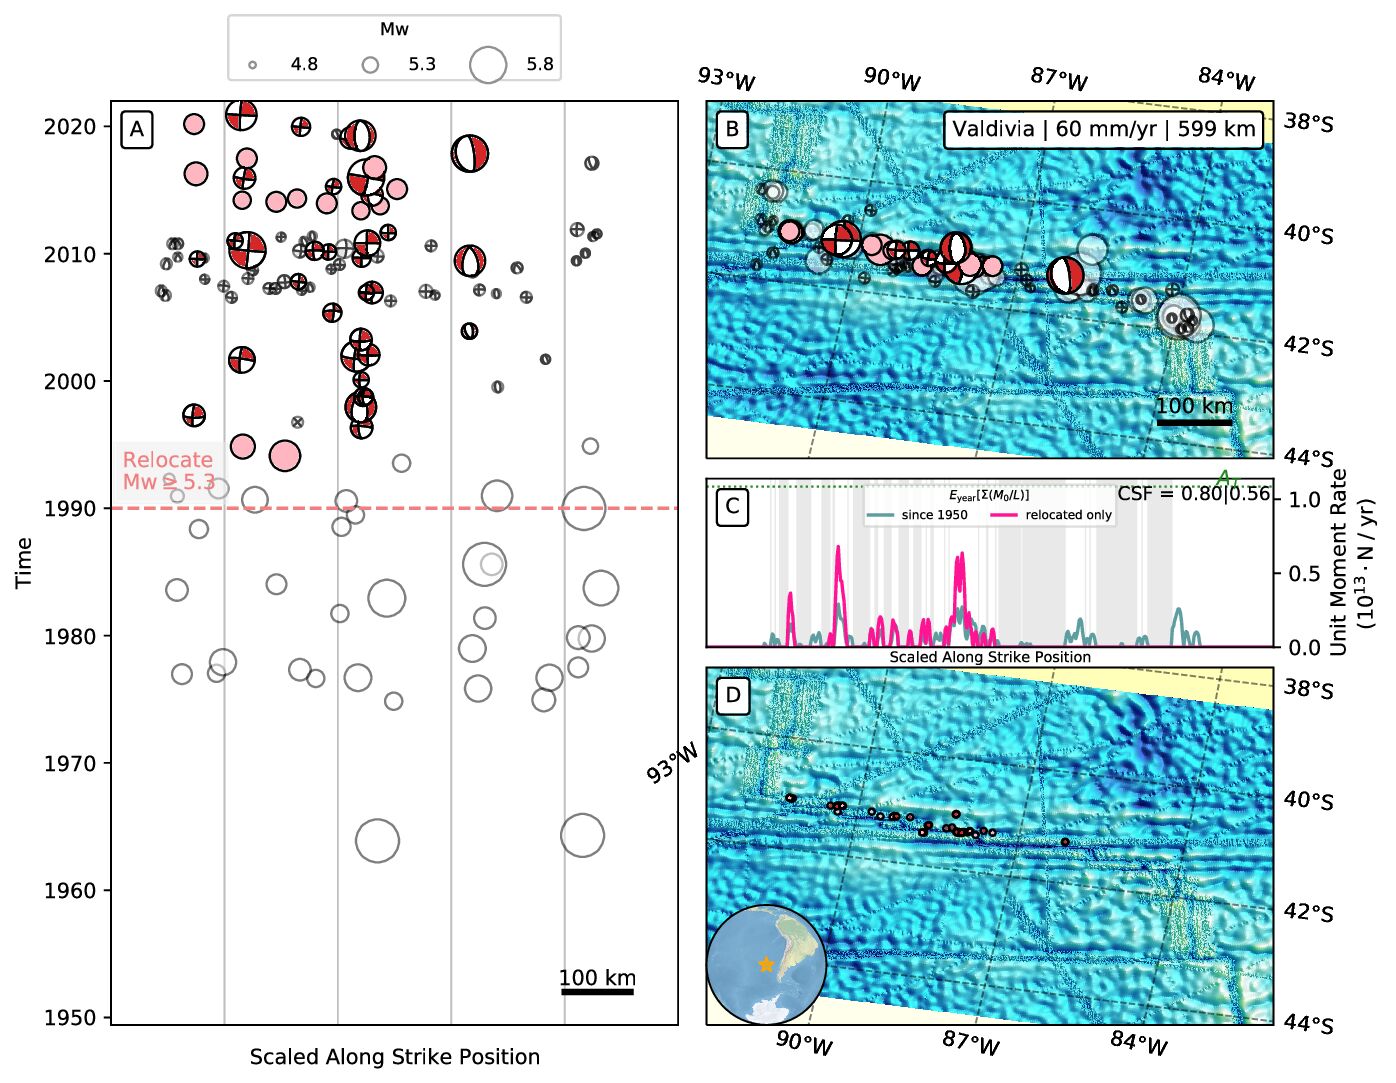 Mw
4.8 5.3 5.8
A
2020
2010
2000
1990
1980
1970
1960
1950
Time
Relocate
Mw ≥ 5.3
100 km
Scaled Along Strike Position
93°W 90°W 87°W 84°W
B
Valdivia | 60 mm/yr | 599 km
38°S
40°S
42°S
44°S
100 km
C
E_year[Σ(M_0/L)]
since 1950 relocated only
CSF = 0.80|0.56
1.0
0.5
0.0
Unit Moment Rate
(10^13 · N / yr)
Scaled Along Strike Position
D
93°W
38°S
40°S
42°S
44°S
90°W 87°W 84°W